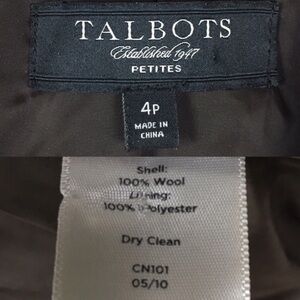 TALBOTS
Established 1947
PETITES
4P
MADE IN
CHINA
Shell:
100% Wool
Lining:
100% Polyester
Dry Clean
CN101
05/10